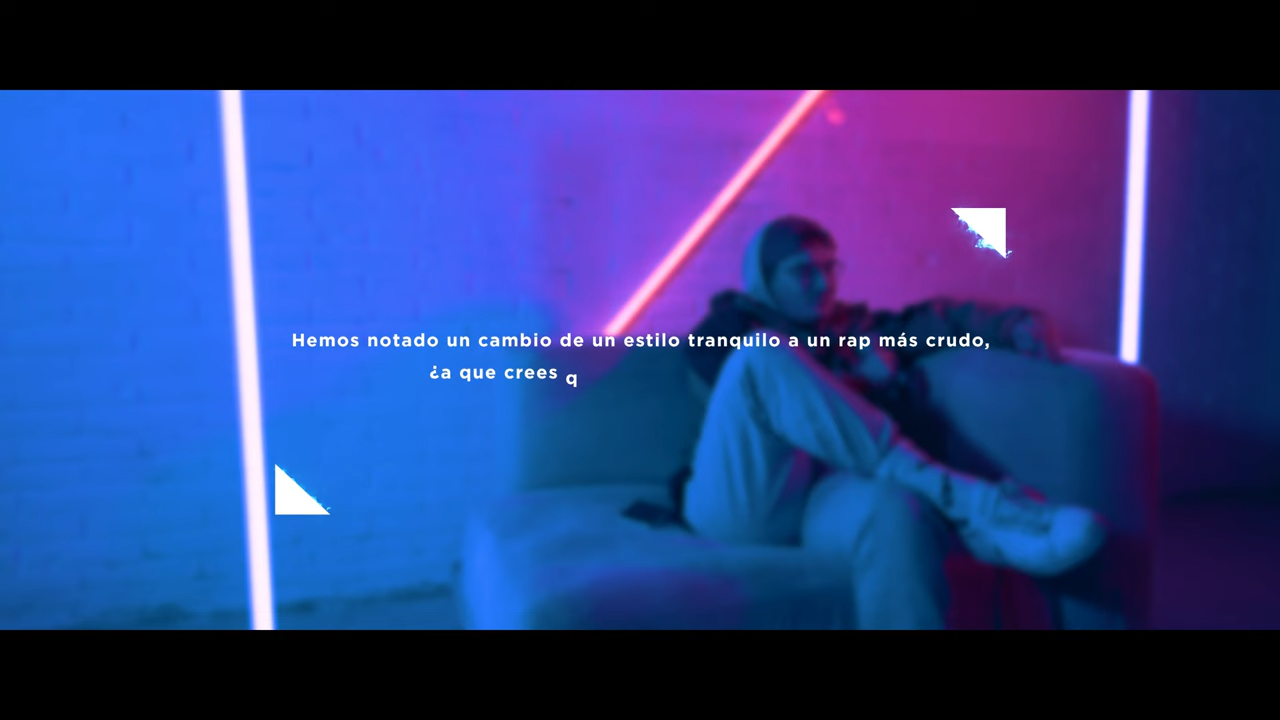 Hemos notado un cambio de un estilo tranquilo a un rap más crudo,
¿a que crees q